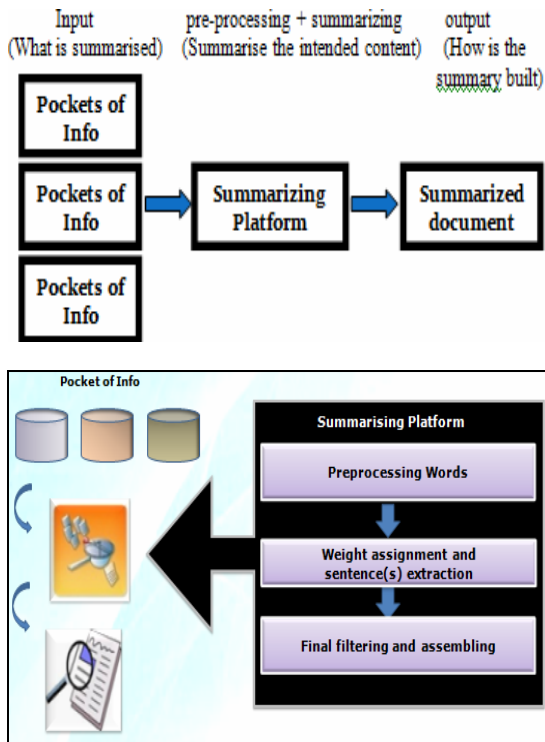 Input
(What is summarised)
pre-processing + summarizing
(Summarise the intended content)
output
(How is the
summary built)
Pockets of
Info
Pockets of
Info
Pockets of
Info
Summarizing
Platform
Summarized
document
Pocket of Info
Summarising Platform
Preprocessing Words
Weight assignment and
sentence(s) extraction
Final filtering and assembling